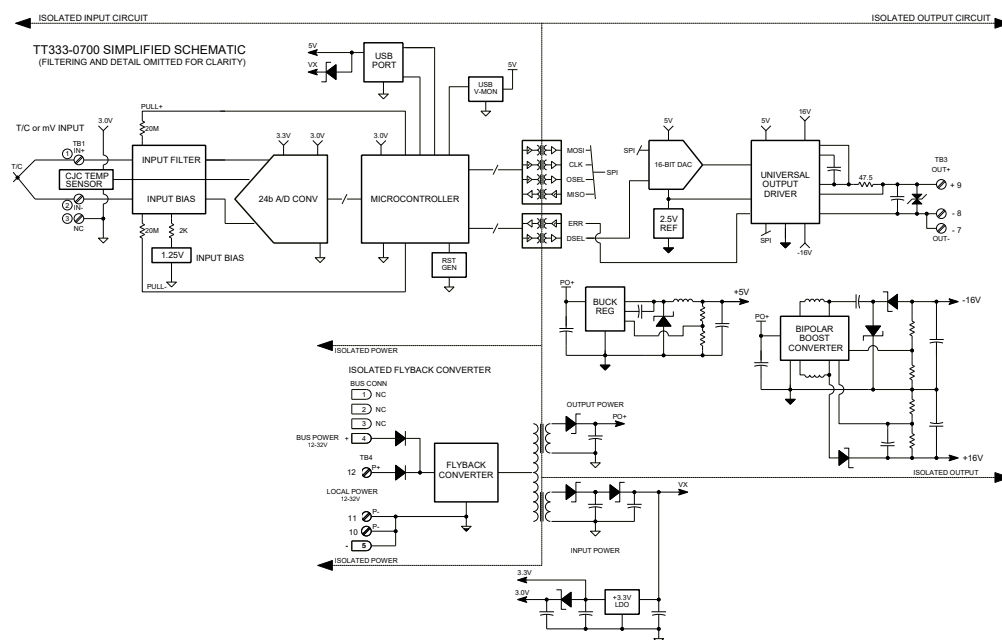 ISOLATED INPUT CIRCUIT
ISOLATED OUTPUT CIRCUIT
TT333-0700 SIMPLIFIED SCHEMATIC
(FILTERING AND DETAIL OMITTED FOR CLARITY)
5V
VX
USB
PORT
USB
V-MON
5V
T/C or mV INPUT
3.0V
PULL+
20M
TB1
1
IN+
T/C
CJC TEMP
SENSOR
2
IN-
3
NC
INPUT FILTER
INPUT BIAS
20M
2K
1.25V
INPUT BIAS
PULL-
3.3V
3.0V
24b A/D CONV
3.0V
MICROCONTROLLER
RST
GEN
MOSI
CLK
OSEL
MISO
SPI
ERR
DSEL
5V
SPI
16-BIT DAC
2.5V
REF
5V
16V
UNIVERSAL
OUTPUT
DRIVER
SPI
-16V
47.5
TB3
OUT+
+ 9
- 8
- 7
OUT-
PO+
BUCK
REG
+5V
PO+
BIPOLAR
BOOST
CONVERTER
-16V
+16V
ISOLATED POWER
ISOLATED FLYBACK CONVERTER
BUS CONN
1 NC
2 NC
3 NC
BUS POWER
12-32V
+ 4
TB4
12 P+
LOCAL POWER
12-32V
11 P-
10 P-
- 5
FLYBACK
CONVERTER
OUTPUT POWER
PO+
ISOLATED OUTPUT
VX
INPUT POWER
ISOLATED POWER
3.3V
3.0V
+3.3V
LDO